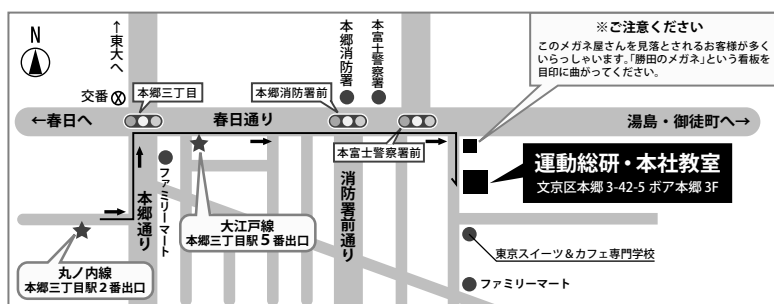 N
↑東大へ
交番
本郷三丁目
本郷消防署
本富士警察署
本郷消防署前
※ご注意ください
このメガネ屋さんを見落とされるお客様が多く
いらっしゃいます。「勝田のメガネ」という看板を
目印に曲がってください。
←春日へ
春日通り
湯島・御徒町へ→
本富士警察署前
運動総研・本社教室
文京区本郷 3-42-5 ボア本郷 3F
本郷通り
ファミリーマート
大江戸線
本郷三丁目駅5番出口
消防署前通り
丸ノ内線
本郷三丁目駅2番出口
東京スイーツ&カフェ専門学校
ファミリーマート